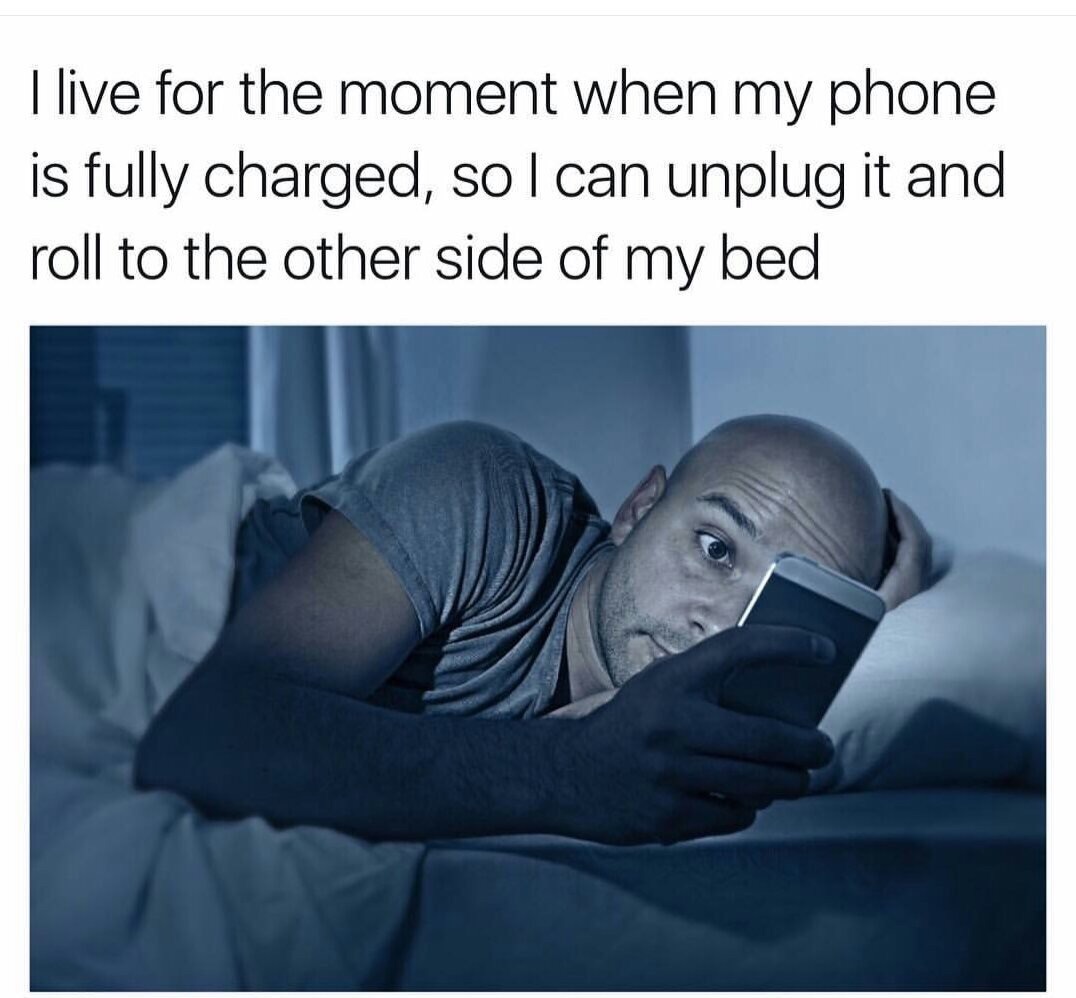 I live for the moment when my phone
is fully charged, so I can unplug it and
roll to the other side of my bed